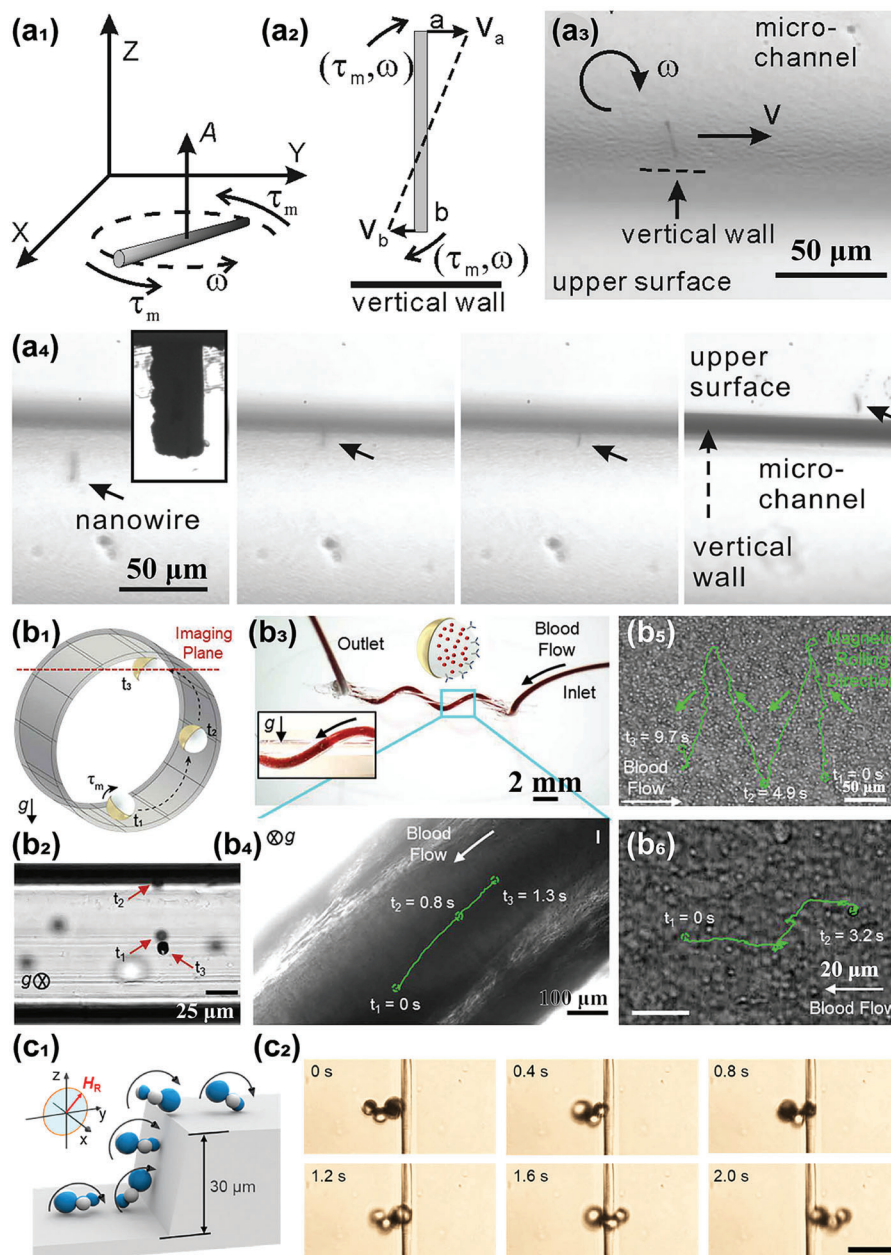 (a₁)
Z
A
Y
τm
X
ω
τm
(a₂)
a
Va
(τm, ω)
b
Vb
(τm, ω)
vertical wall
(a₃)
micro-
channel
ω
V
vertical wall
50 μm
upper surface
(a₄)
nanowire
50 μm
upper
surface
micro-
channel
vertical
wall
(b₁)
Imaging
Plane
t₃
t₂
τm
g
t₁
(b₂)
t₂
t₁
t₃
g
25 μm
(b₃)
Outlet
Blood
Flow
Inlet
g
2 mm
(b₄)
g
Blood
Flow
I
t₃ = 1.3 s
t₂ = 0.8 s
t₁ = 0 s
100 μm
(b₅)
Magnetic
Rolling
Direction
t₃ = 9.7 s
Blood Flow
t₂ = 4.9 s
t₁ = 0 s
50 μm
(b₆)
t₁ = 0 s
t₂ = 3.2 s
20 μm
Blood Flow
(c₁)
z
HR
y
x
30 μm
(c₂)
0 s
0.4 s
0.8 s
1.2 s
1.6 s
2.0 s